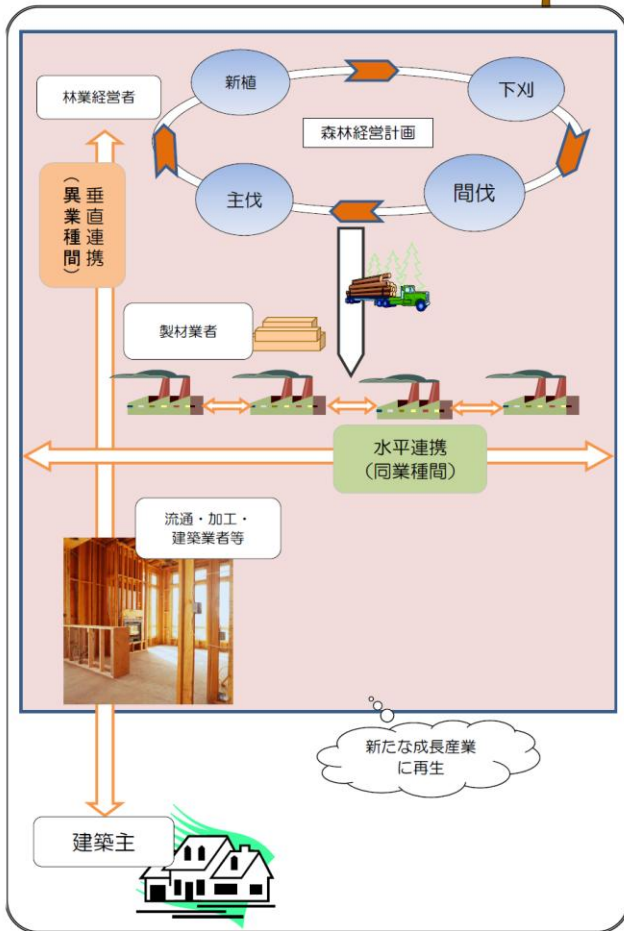 新植
下刈
林業経営者
森林経営計画
主伐
間伐
垂直連携
(異業種間)
製材業者
水平連携
(同業種間)
流通・加工・
建築業者等
新たな成長産業
に再生
建築主